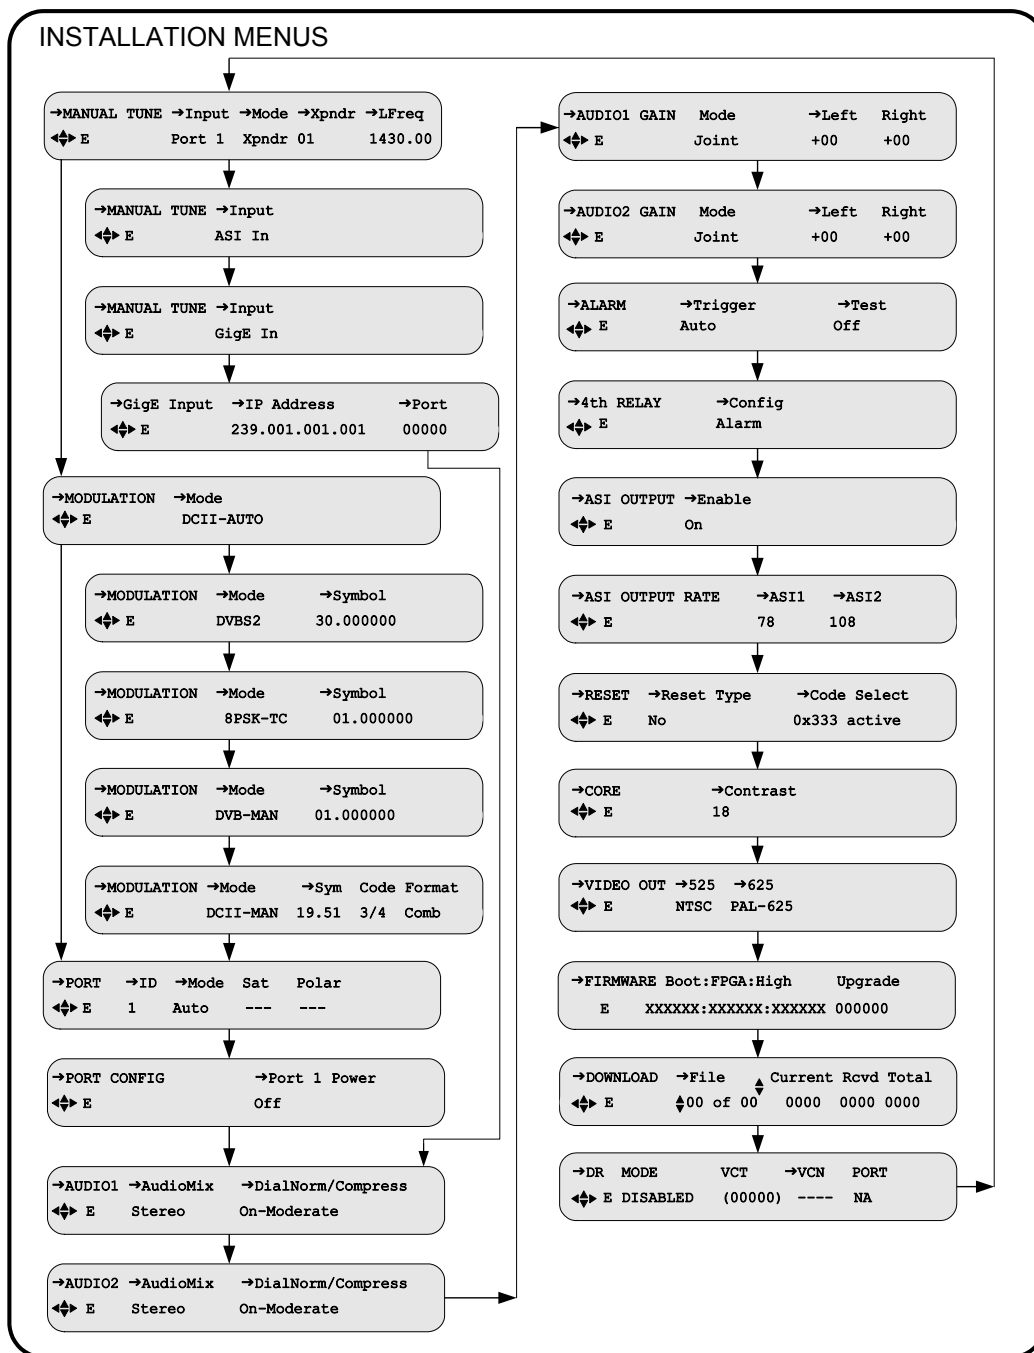 INSTALLATION MENUS
→MANUAL TUNE →Input →Mode →Xpndr →LFreq
E Port 1 Xpndr 01 1430.00
→MANUAL TUNE →Input
E ASI In
→MANUAL TUNE →Input
E GigE In
→GigE Input →IP Address →Port
E 239.001.001.001 00000
→MODULATION →Mode
E DCII-AUTO
→MODULATION →Mode →Symbol
E DVBS2 30.000000
→MODULATION →Mode →Symbol
E 8PSK-TC 01.000000
→MODULATION →Mode →Symbol
E DVB-MAN 01.000000
→MODULATION →Mode →Sym Code Format
E DCII-MAN 19.51 3/4 Comb
→PORT →ID →Mode Sat Polar
E 1 Auto --- ---
→PORT CONFIG →Port 1 Power
E Off
→AUDIO1 →AudioMix →DialNorm/Compress
E Stereo On-Moderate
→AUDIO2 →AudioMix →DialNorm/Compress
E Stereo On-Moderate
→AUDIO1 GAIN Mode →Left Right
E Joint +00 +00
→AUDIO2 GAIN Mode →Left Right
E Joint +00 +00
→ALARM →Trigger →Test
E Auto Off
→4th RELAY →Config
E Alarm
→ASI OUTPUT →Enable
E On
→ASI OUTPUT RATE →ASI1 →ASI2
E 78 108
→RESET →Reset Type →Code Select
E No 0x333 active
→CORE →Contrast
E 18
→VIDEO OUT →525 →625
E NTSC PAL-625
→FIRMWARE Boot:FPGA:High Upgrade
E XXXXXX:XXXXXX:XXXXXX 000000
→DOWNLOAD →File Current Rcvd Total
E 00 of 00 0000 0000 0000
→DR MODE VCT →VCN PORT
E DISABLED (00000) ---- NA